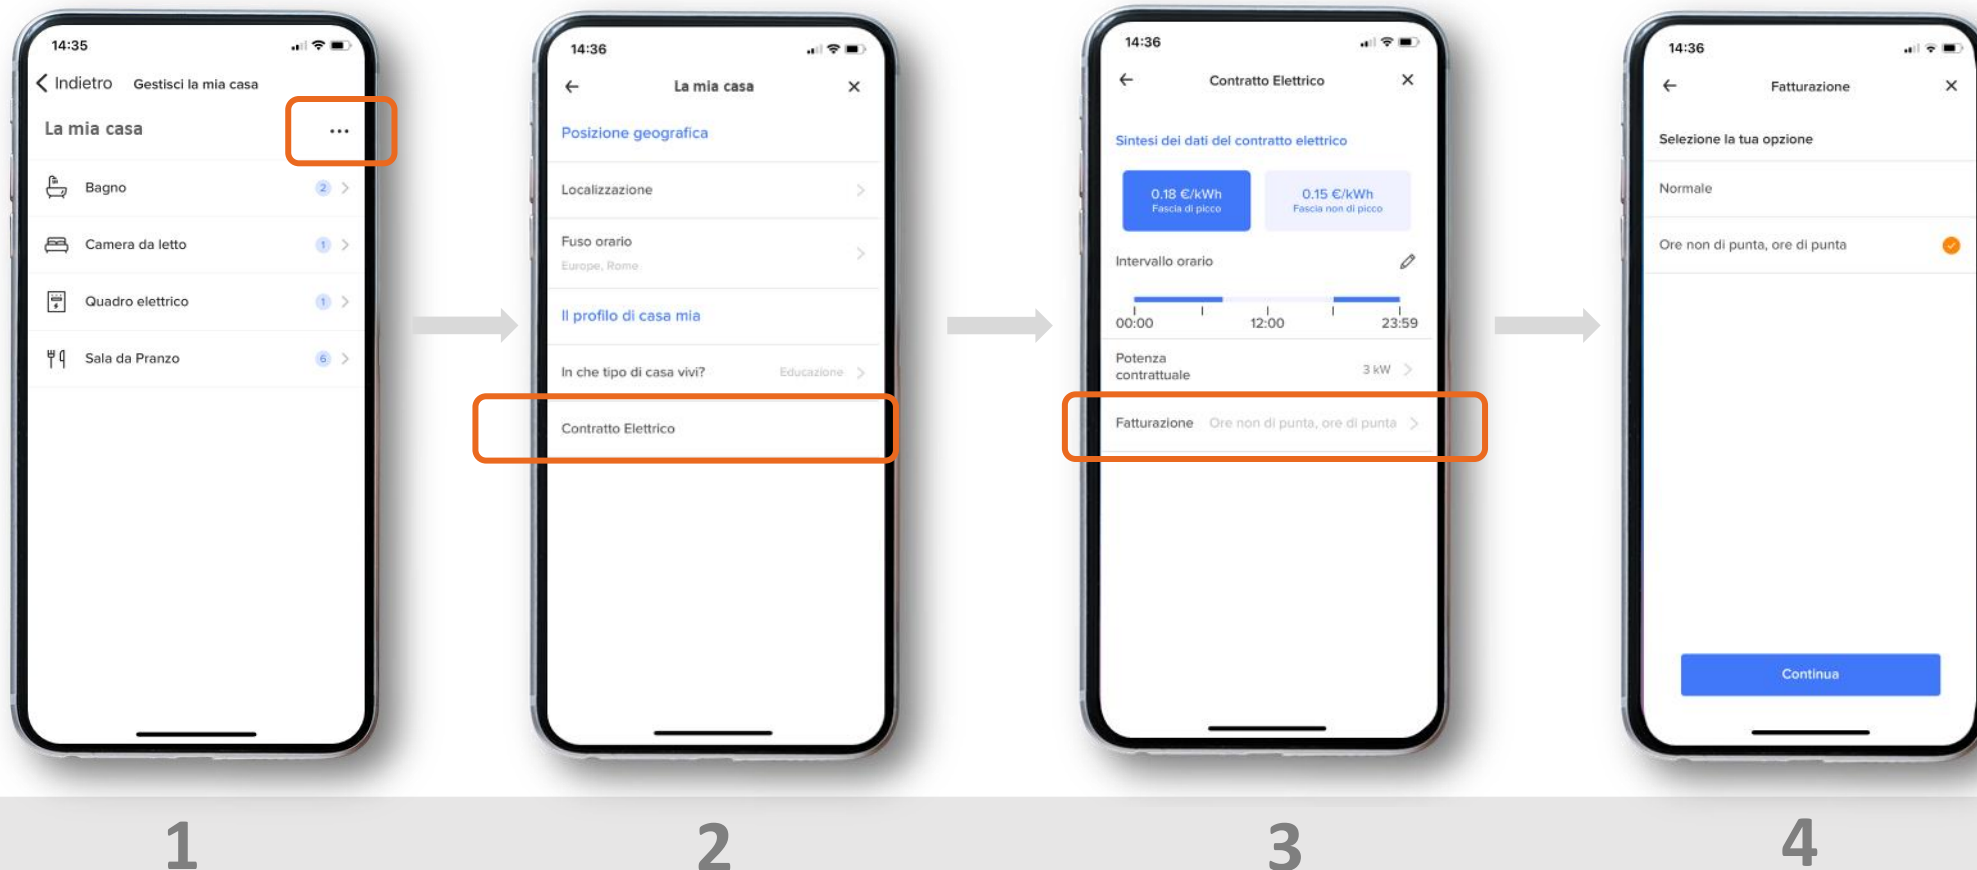 14:35
Indietro Gestisci la mia casa
La mia casa
Bagno 2
Camera da letto 1
Quadro elettrico 1
Sala da Pranzo 6
1
14:36
La mia casa
Posizione geografica
Localizzazione
Fuso orario
Europe, Rome
Il profilo di casa mia
In che tipo di casa vivi? Educazione
Contratto Elettrico
2
14:36
Contratto Elettrico
Sintesi dei dati del contratto elettrico
0.18 €/kWh 0.15 €/kWh
Fascia di picco Fascia non di picco
Intervallo orario
00:00 12:00 23:59
Potenza
contrattuale 3 kW
Fatturazione Ore non di punta, ore di punta
3
14:36
Fatturazione
Selezione la tua opzione
Normale
Ore non di punta, ore di punta
Continua
4